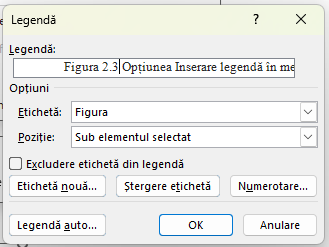 Legendă
Legendă:
Figura 2.3 Opțiunea Inserare legendă în me
Opțiuni
Etichetă: Figura
Poziție: Sub elementul selectat
Excludere etichetă din legendă
Etichetă nouă... Ștergere etichetă Numerotare...
Legendă auto... OK Anulare